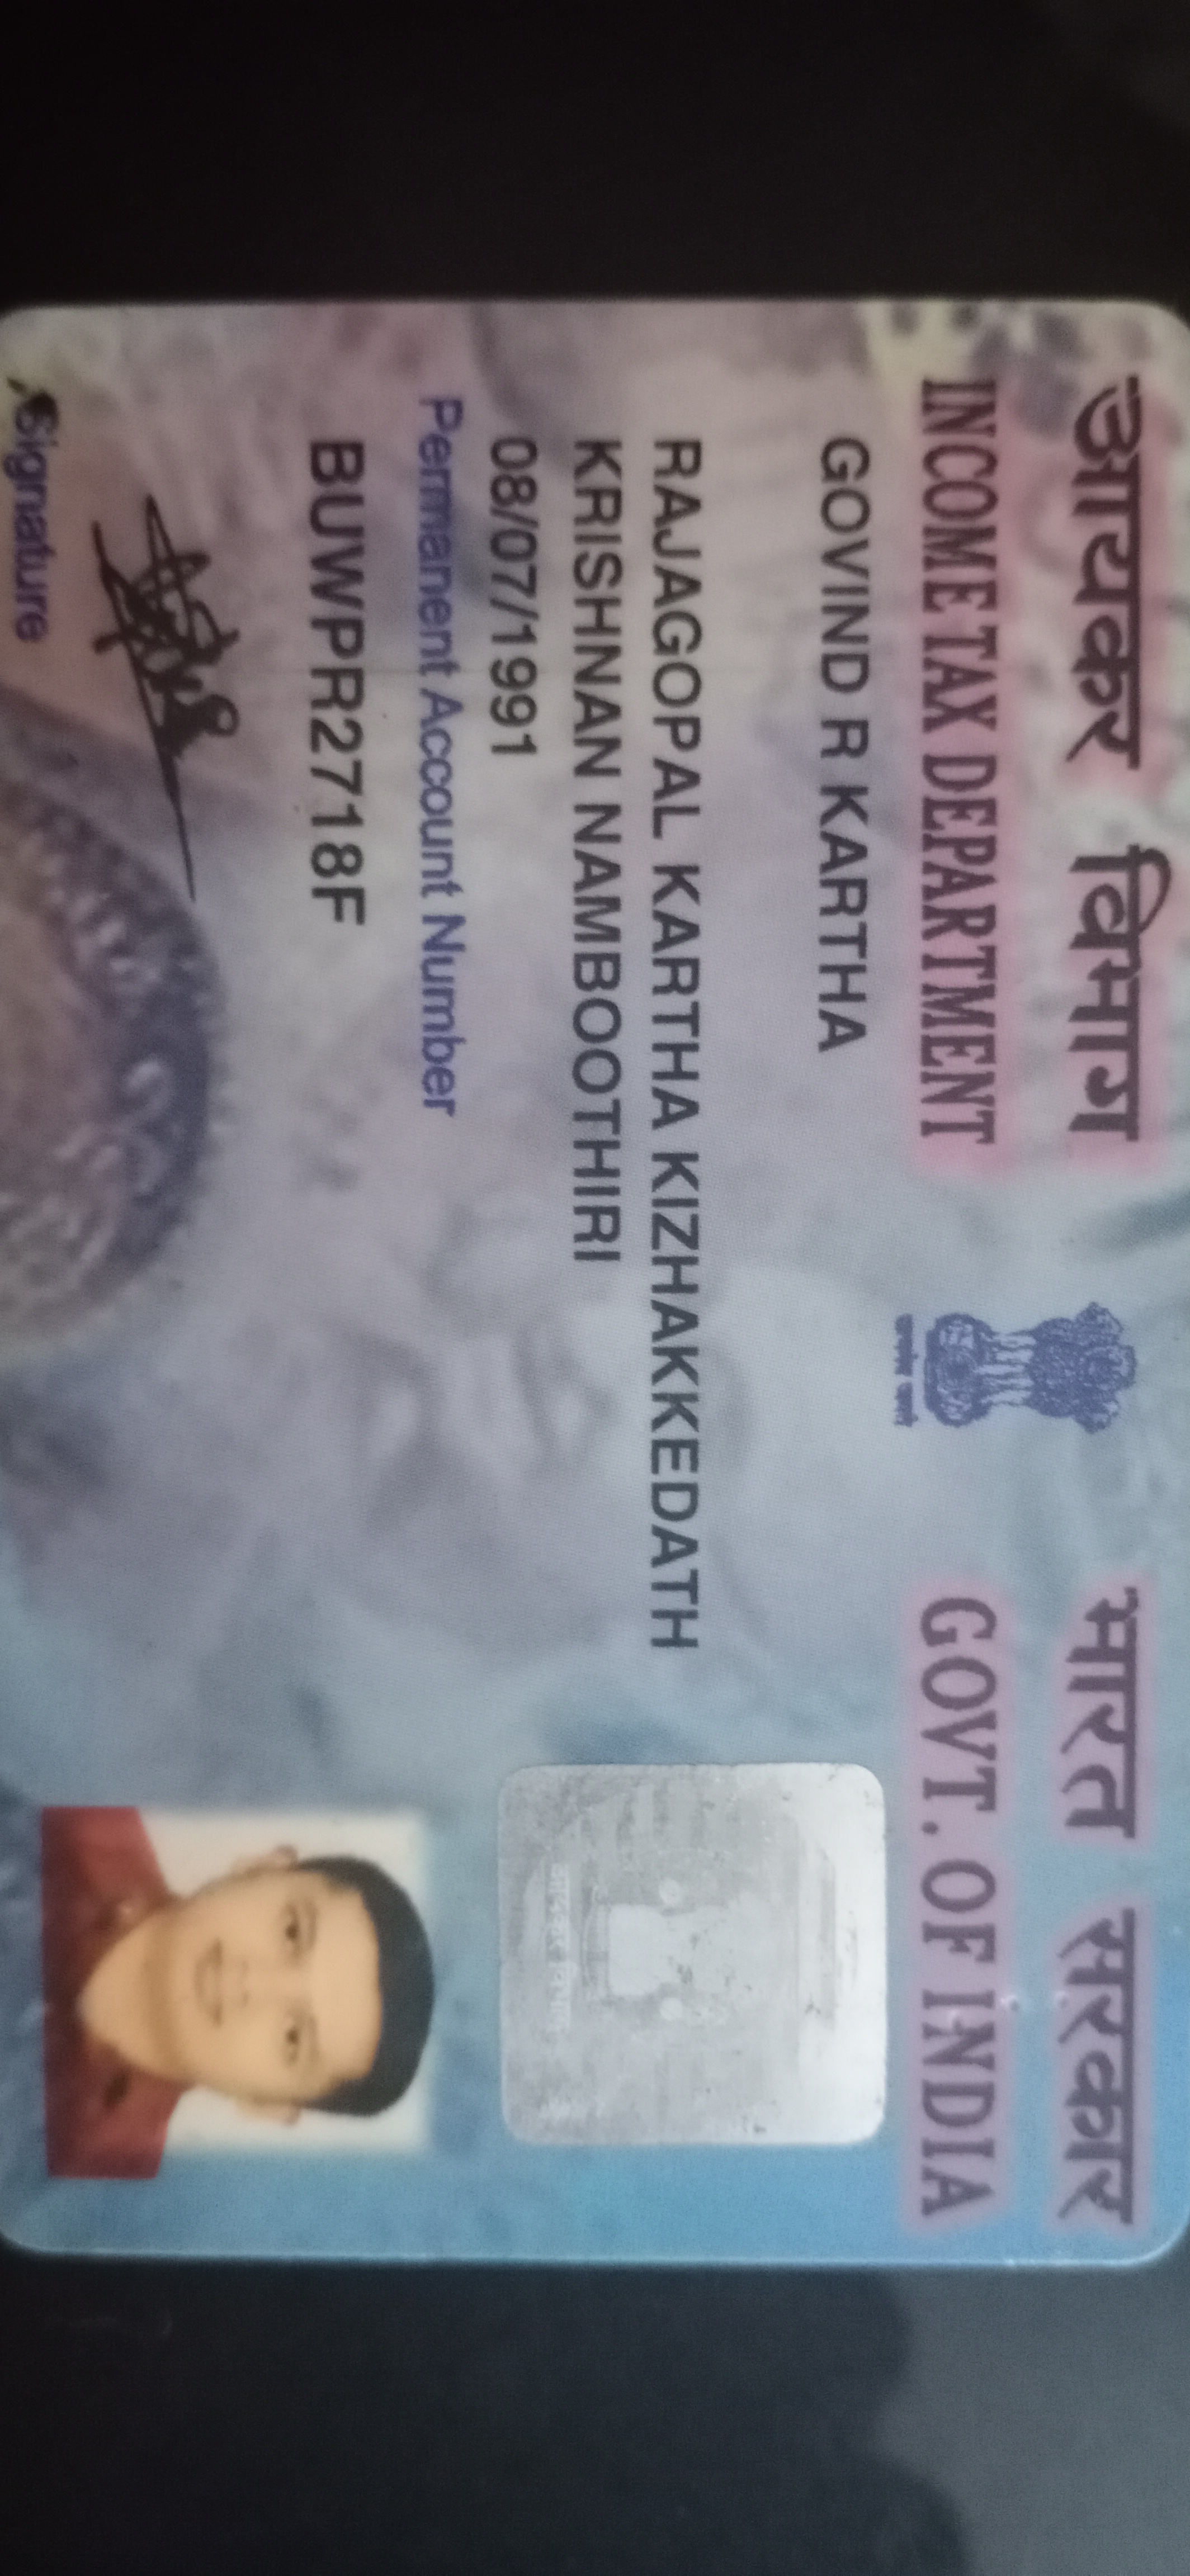 आयकर विभाग
INCOME TAX DEPARTMENT
भारत सरकार
GOVT. OF INDIA
GOVIND R KARTHA
RAJAGOPAL KARTHA KIZHAKKEDATH
KRISHNAN NAMBOOTHIRI
08/07/1991
Permanent Account Number
BUWPR2718F
Signature